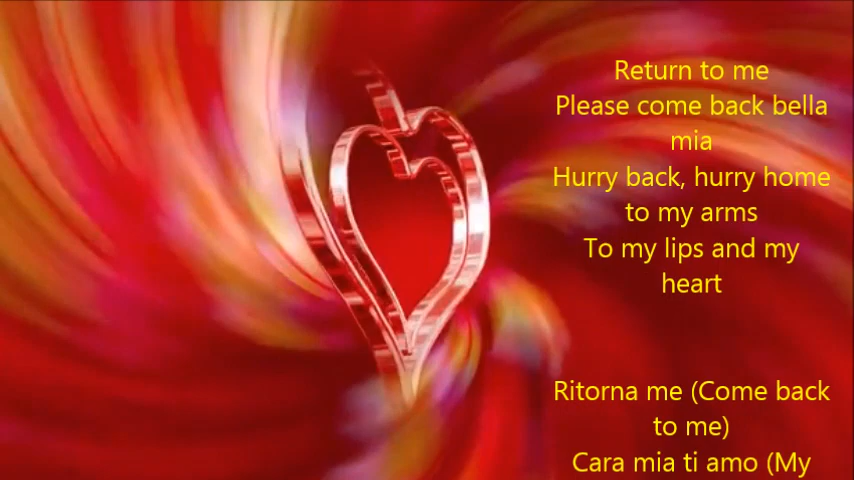 Return to me
Please come back bella
mia
Hurry back, hurry home
to my arms
To my lips and my
heart
Ritorna me (Come back
to me)
Cara mia ti amo (My